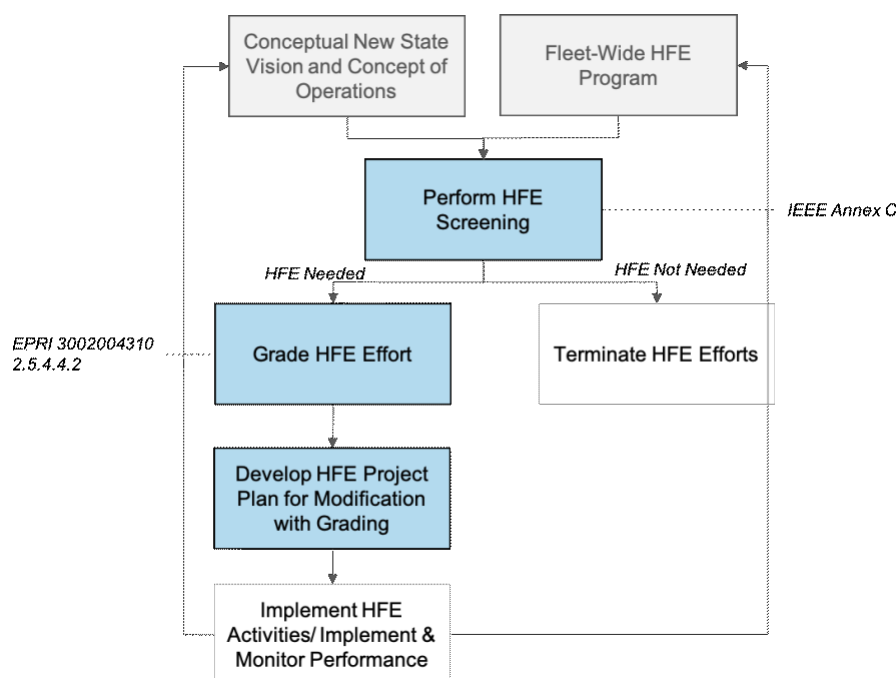 Conceptual New State
Vision and Concept of
Operations
Fleet-Wide HFE
Program
Perform HFE
Screening
IEEE Annex C
HFE Needed
HFE Not Needed
EPRI 3002004310
2.5.4.4.2
Grade HFE Effort
Terminate HFE Efforts
Develop HFE Project
Plan for Modification
with Grading
Implement HFE
Activities/ Implement &
Monitor Performance